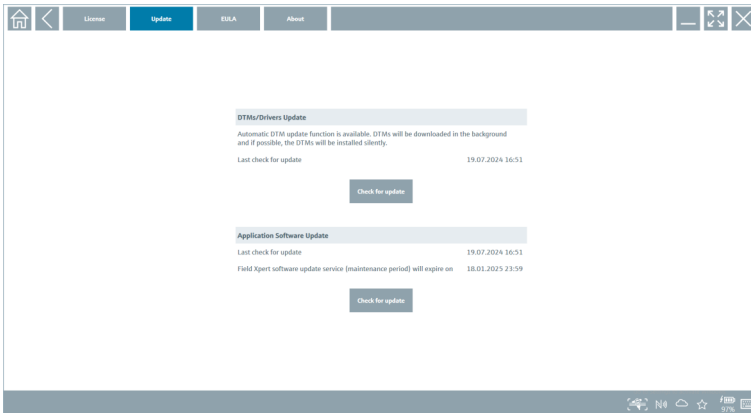 License Update EULA About
DTMs/Drivers Update
Automatic DTM update function is available. DTMs will be downloaded in the background
and if possible, the DTMs will be installed silently.
Last check for update 19.07.2024 16:51
Check for update
Application Software Update
Last check for update 19.07.2024 16:51
Field Xpert software update service (maintenance period) will expire on 18.01.2025 23:59
Check for update
97%